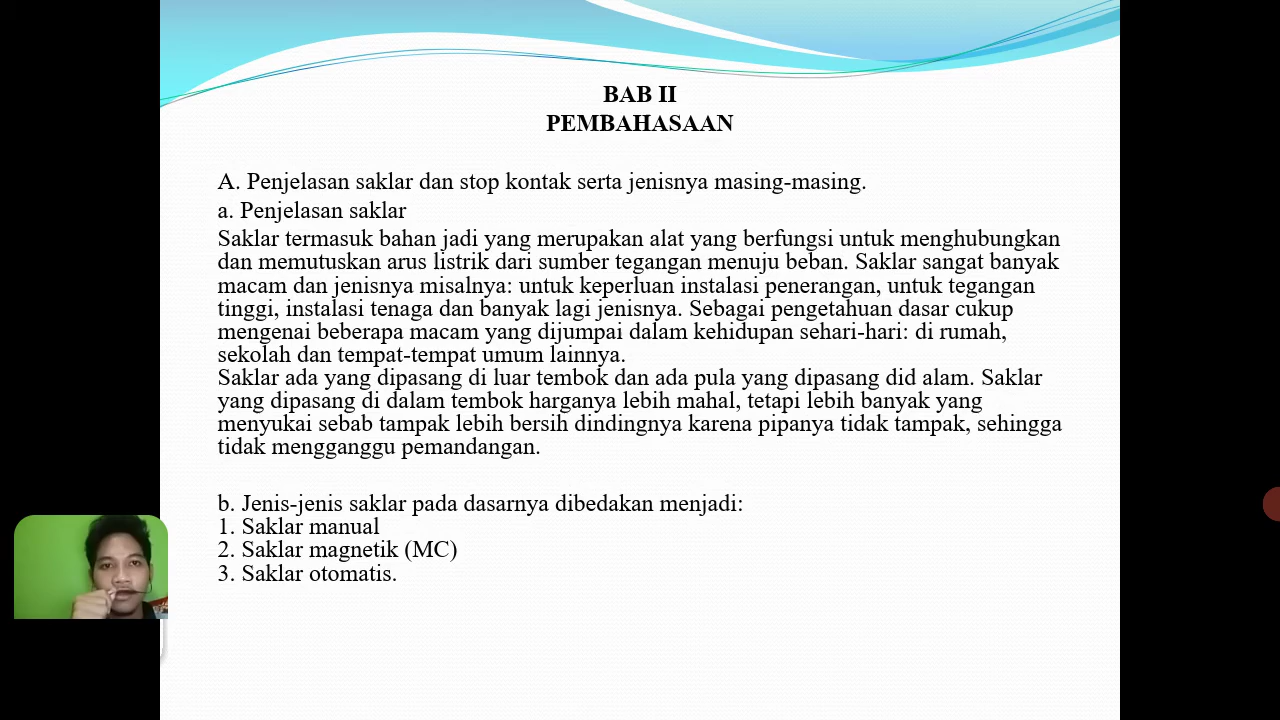 BAB II
PEMBAHASAAN
A. Penjelasan saklar dan stop kontak serta jenisnya masing-masing.
a. Penjelasan saklar
Saklar termasuk bahan jadi yang merupakan alat yang berfungsi untuk menghubungkan
dan memutuskan arus listrik dari sumber tegangan menuju beban. Saklar sangat banyak
macam dan jenisnya misalnya: untuk keperluan instalasi penerangan, untuk tegangan
tinggi, instalasi tenaga dan banyak lagi jenisnya. Sebagai pengetahuan dasar cukup
mengenai beberapa macam yang dijumpai dalam kehidupan sehari-hari: di rumah,
sekolah dan tempat-tempat umum lainnya.
Saklar ada yang dipasang di luar tembok dan ada pula yang dipasang did alam. Saklar
yang dipasang di dalam tembok harganya lebih mahal, tetapi lebih banyak yang
menyukai sebab tampak lebih bersih dindingnya karena pipanya tidak tampak, sehingga
tidak mengganggu pemandangan.
b. Jenis-jenis saklar pada dasarnya dibedakan menjadi:
1. Saklar manual
2. Saklar magnetik (MC)
3. Saklar otomatis.